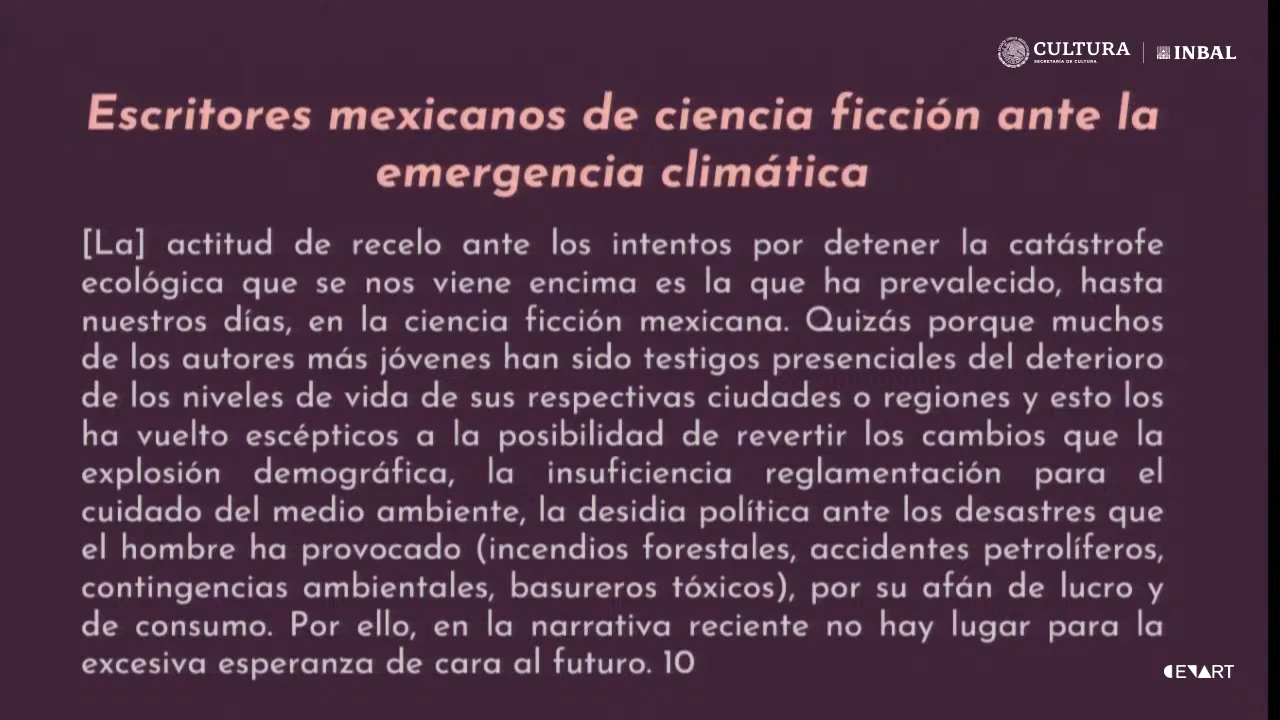 CULTURA
SECRETARÍA DE CULTURA
INBAL
Escritores mexicanos de ciencia ficción ante la
emergencia climática
[La] actitud de recelo ante los intentos por detener la catástrofe
ecológica que se nos viene encima es la que ha prevalecido, hasta
nuestros días, en la ciencia ficción mexicana. Quizás porque muchos
de los autores más jóvenes han sido testigos presenciales del deterioro
de los niveles de vida de sus respectivas ciudades o regiones y esto los
ha vuelto escépticos a la posibilidad de revertir los cambios que la
explosión demográfica, la insuficiencia reglamentación para el
cuidado del medio ambiente, la desidia política ante los desastres que
el hombre ha provocado (incendios forestales, accidentes petrolíferos,
contingencias ambientales, basureros tóxicos), por su afán de lucro y
de consumo. Por ello, en la narrativa reciente no hay lugar para la
excesiva esperanza de cara al futuro. 10
CENART